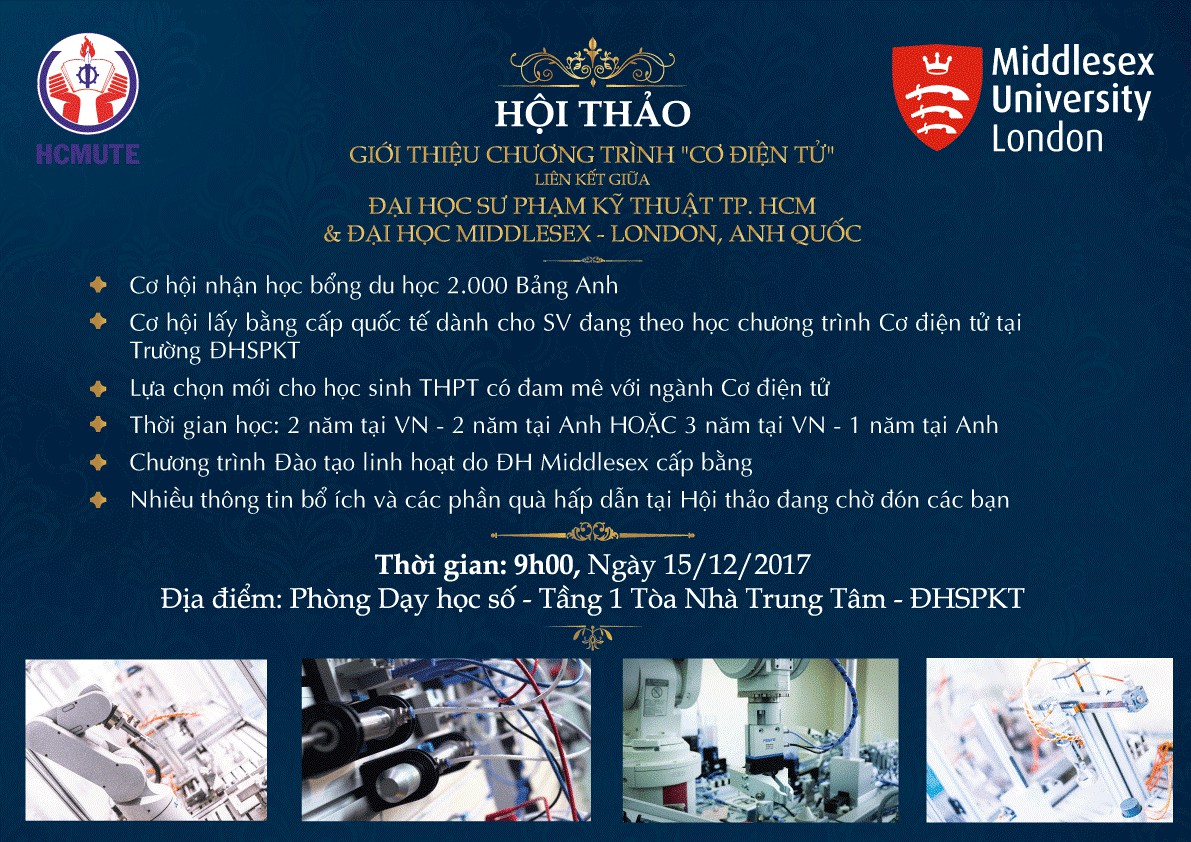 HCMUTE
Middlesex
University
London
HỘI THẢO
GIỚI THIỆU CHƯƠNG TRÌNH "CƠ ĐIỆN TỬ"
LIÊN KẾT GIỮA
ĐẠI HỌC SƯ PHẠM KỸ THUẬT TP. HCM
& ĐẠI HỌC MIDDLESEX - LONDON, ANH QUỐC
Cơ hội nhận học bổng du học 2.000 Bảng Anh
Cơ hội lấy bằng cấp quốc tế dành cho SV đang theo học chương trình Cơ điện tử tại
Trường ĐHSPKT
Lựa chọn mới cho học sinh THPT có đam mê với ngành Cơ điện tử
Thời gian học: 2 năm tại VN - 2 năm tại Anh HOẶC 3 năm tại VN - 1 năm tại Anh
Chương trình Đào tạo linh hoạt do ĐH Middlesex cấp bằng
Nhiều thông tin bổ ích và các phần quà hấp dẫn tại Hội thảo đang chờ đón các bạn
Thời gian: 9h00, Ngày 15/12/2017
Địa điểm: Phòng Dạy học số - Tầng 1 Tòa Nhà Trung Tâm - ĐHSPKT